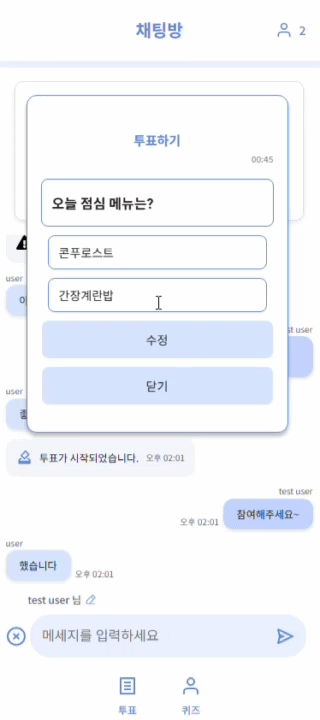 채팅방
2
투표하기
00:45
오늘 점심 메뉴는?
콘푸로스트
간장계란밥
수정
닫기
user
user
투표가 시작되었습니다. 오후 02:01
test user
참여해주세요~
오후 02:01
user
했습니다
오후 02:01
test user 님
메세지를 입력하세요
투표
퀴즈